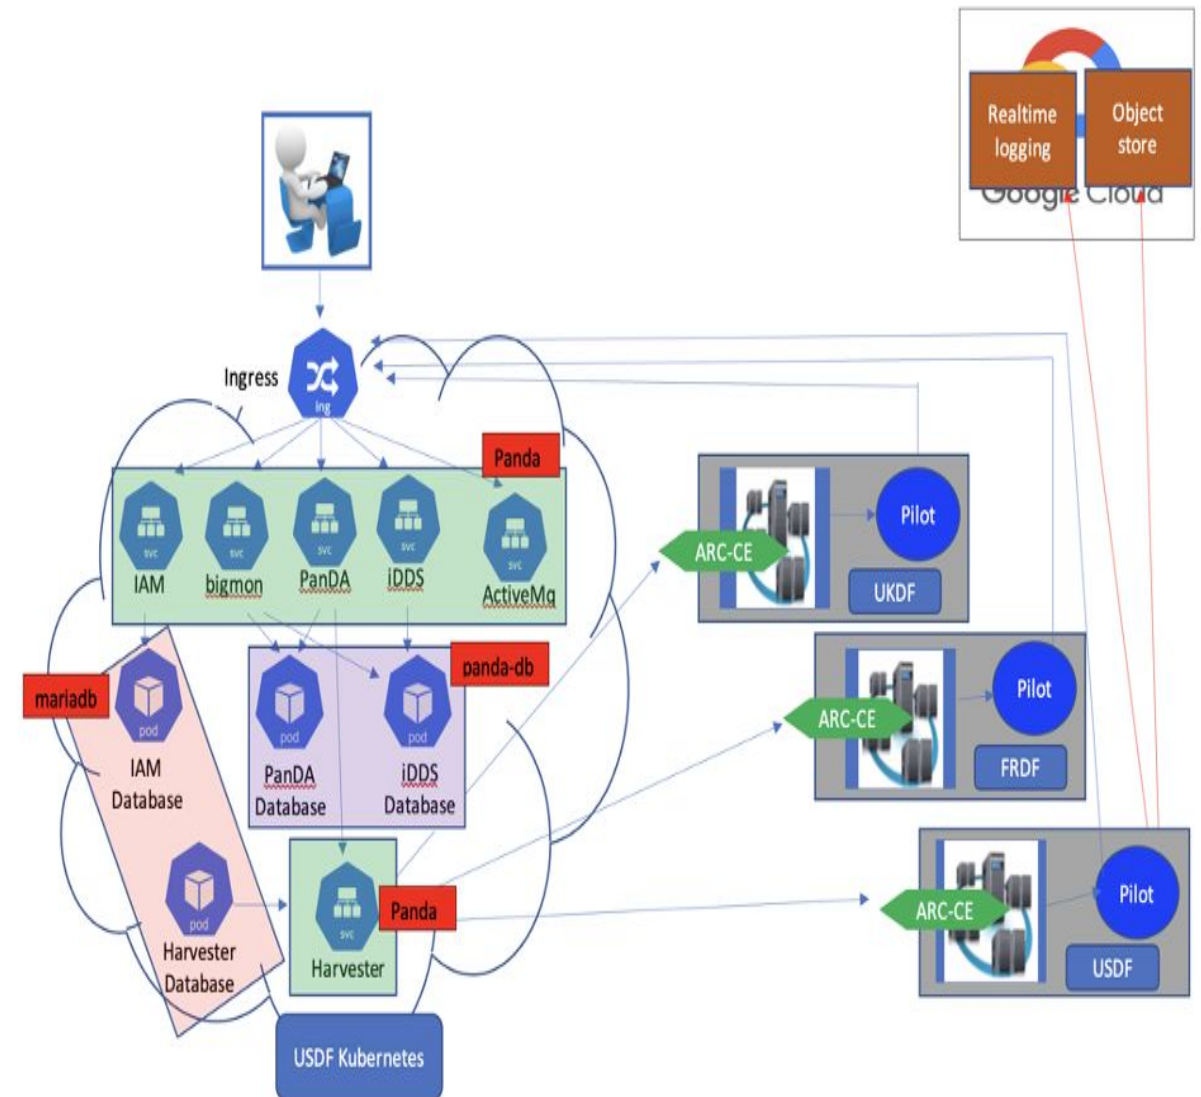 Realtime
logging
Object
store
Google Cloud
Ingress
ing
Panda
svc
IAM
svc
bigmon
svc
PanDA
svc
iDDS
svc
ActiveMq
ARC-CE
Pilot
UKDF
mariadb
panda-db
pod
IAM
Database
pod
PanDA
Database
pod
iDDS
Database
ARC-CE
Pilot
FRDF
pod
Harvester
Database
svc
Harvester
Panda
ARC-CE
Pilot
USDF
USDF Kubernetes